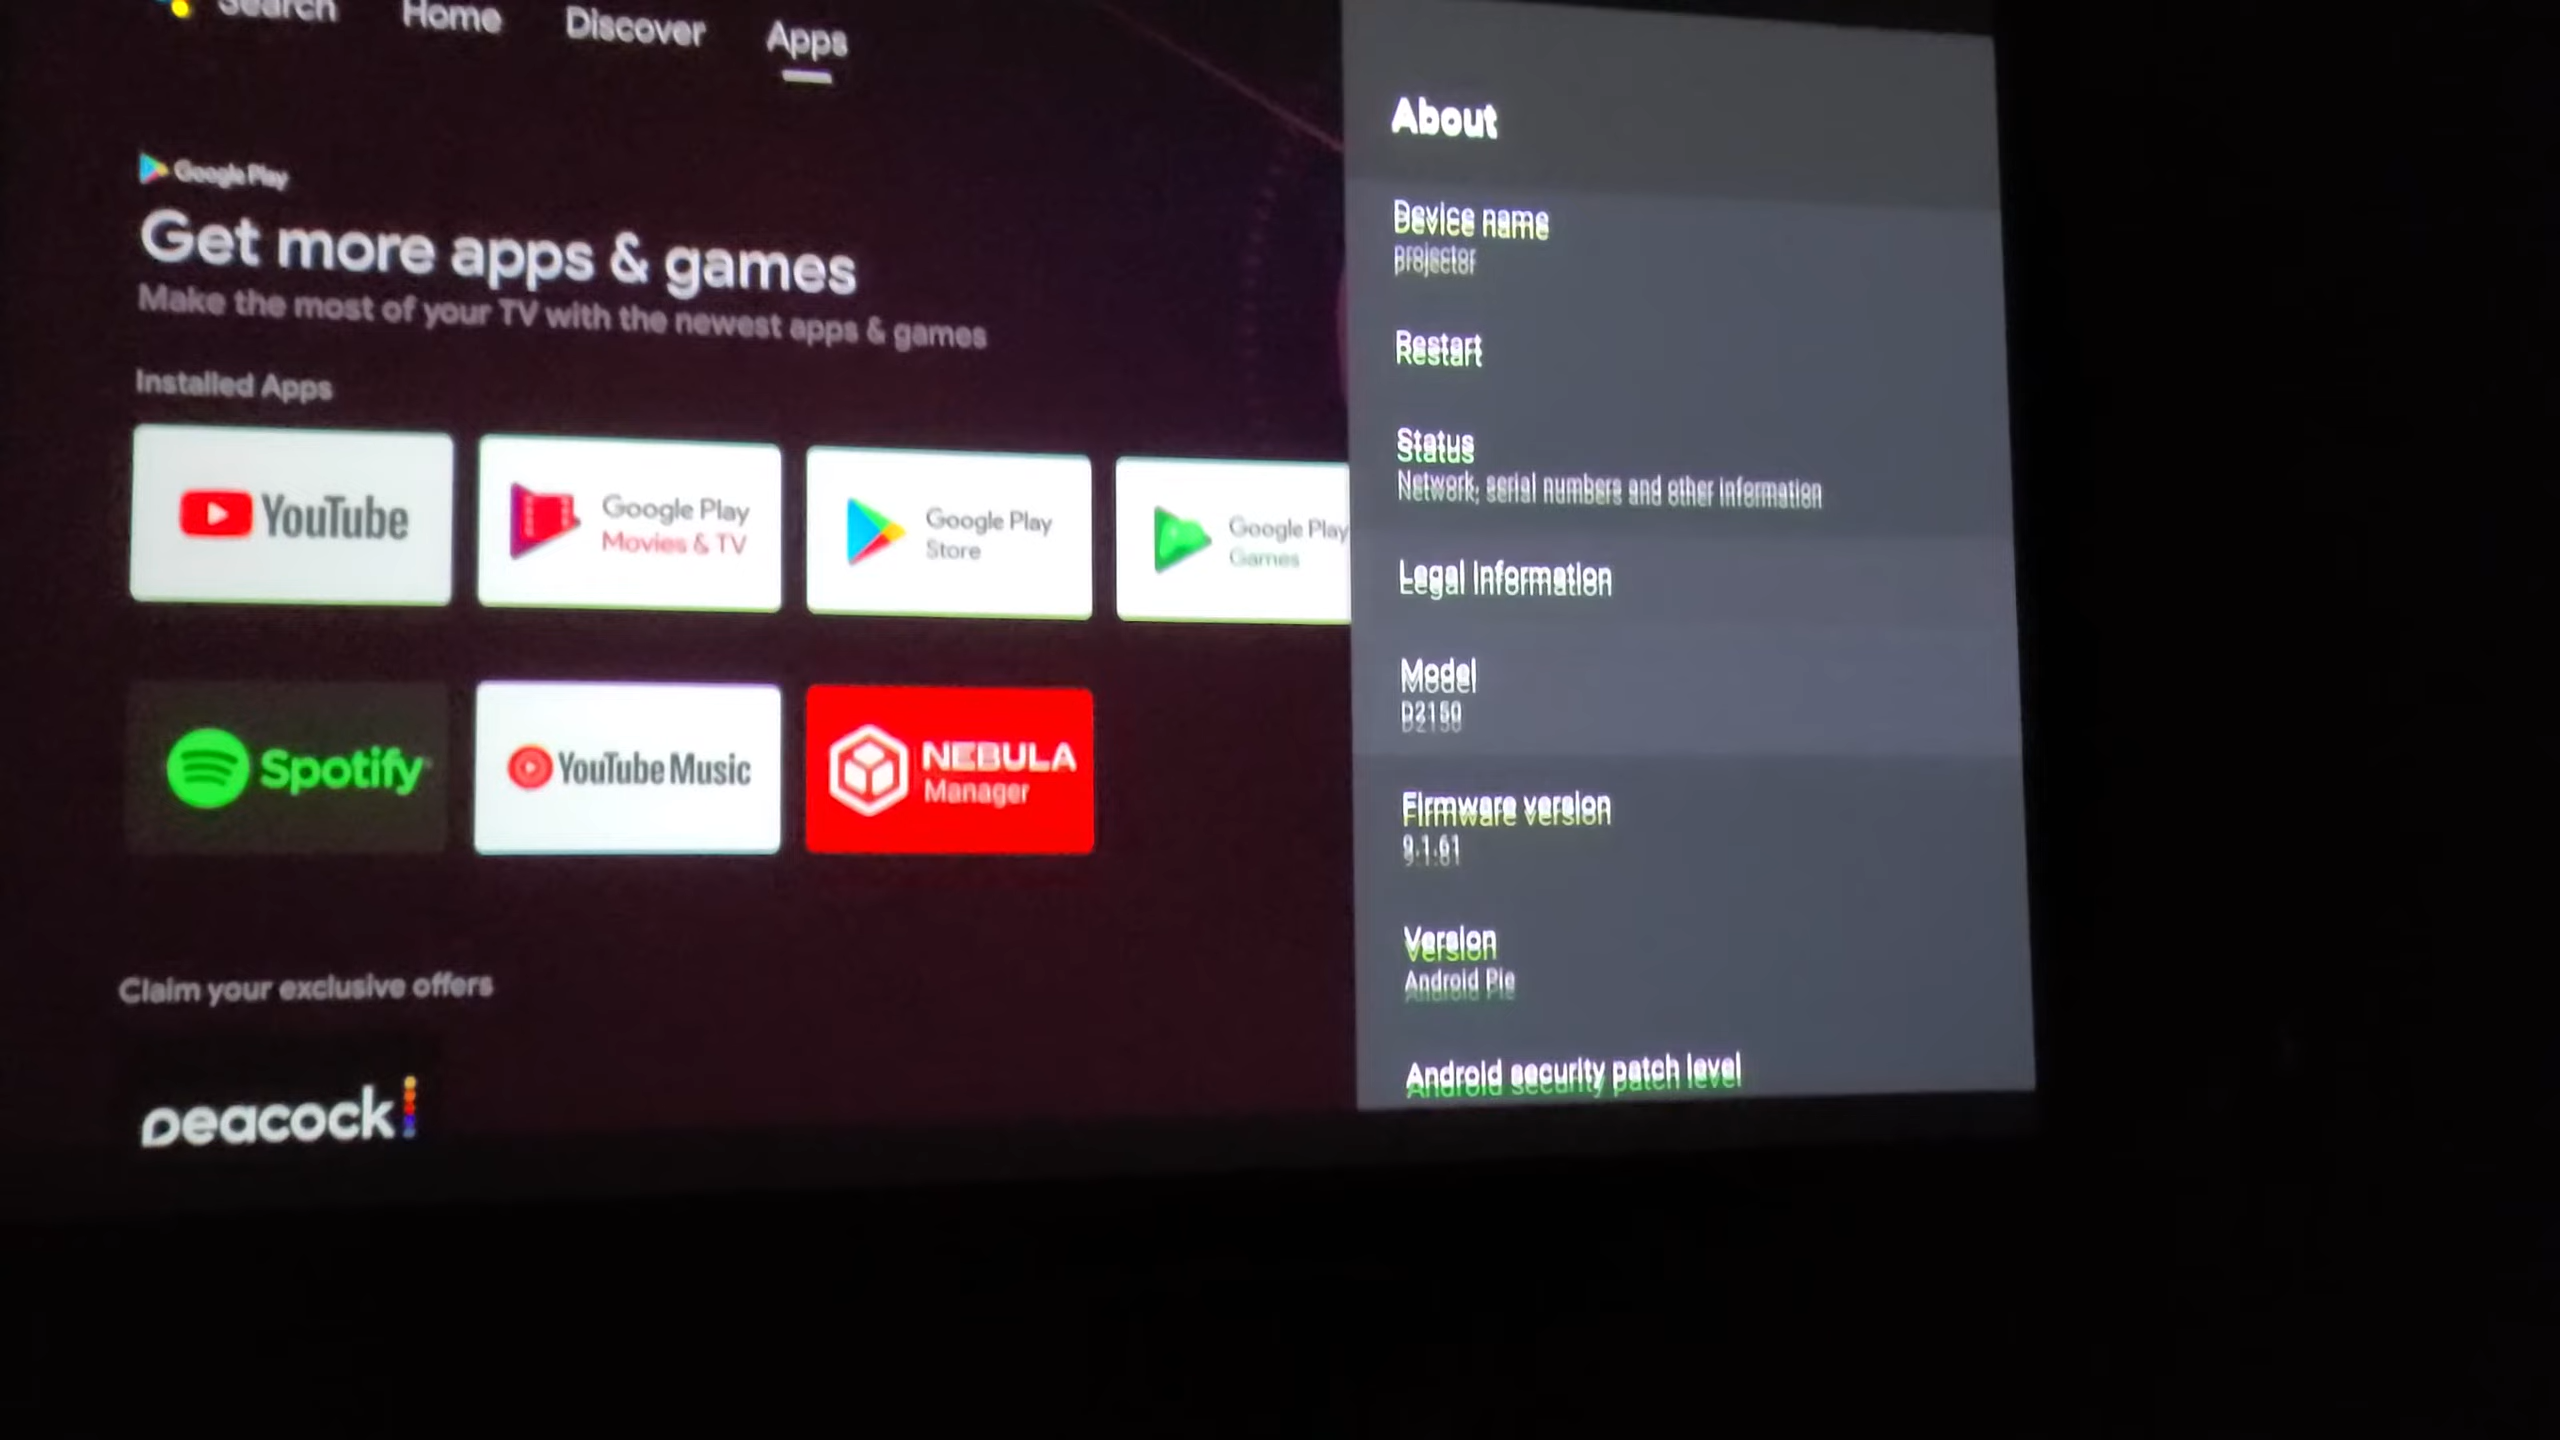 Search Home Discover Apps
Google Play
Get more apps & games
Make the most of your TV with the newest apps & games
Installed Apps
YouTube
Google Play
Movies & TV
Google Play
Store
Google Play
Games
Spotify
YouTube Music
NEBULA
Manager
Claim your exclusive offers
peacock
About
Device name
projector
Restart
Status
Network, serial numbers and other information
Legal information
Model
D2150
Firmware version
9.1.61
Version
Android Pie
Android security patch level